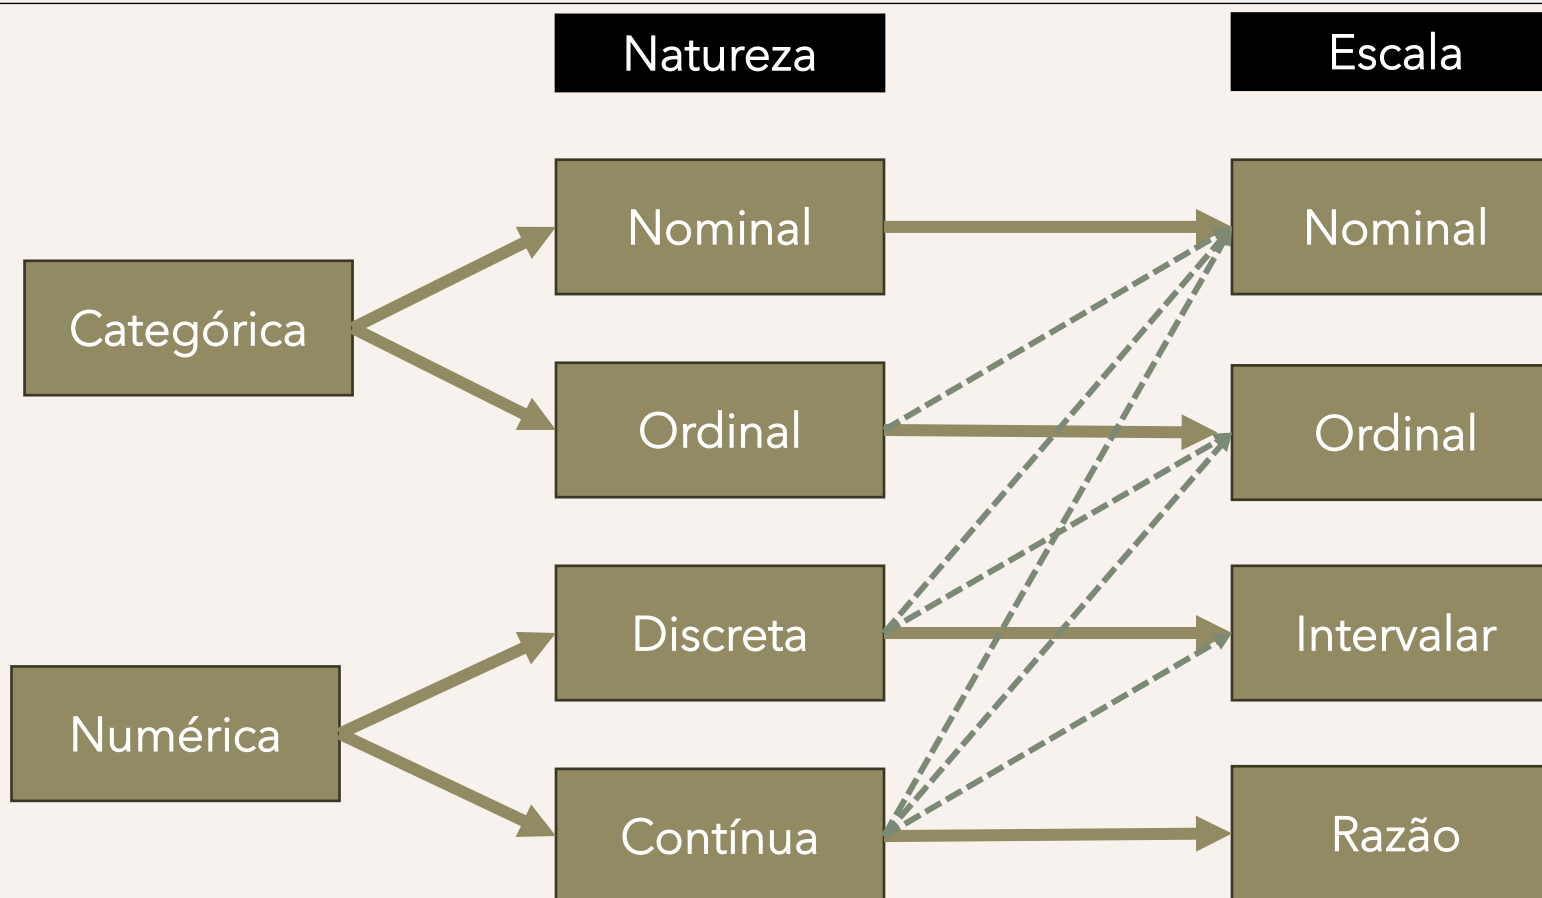 Natureza
Escala
Nominal
Nominal
Categórica
Ordinal
Ordinal
Discreta
Intervalar
Numérica
Contínua
Razão